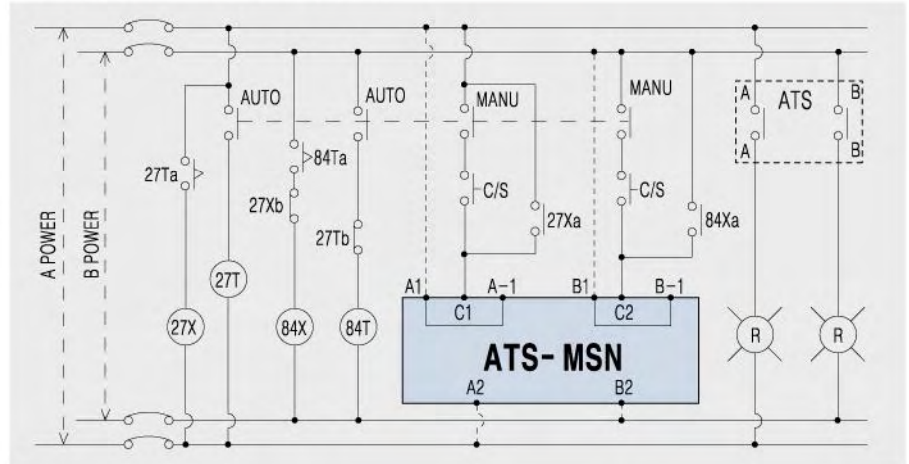 AUTO
84Ta
27Xb
AUTO
27Tb
MANU
C/S
27Xa
MANU
C/S
84Xa
A
ATS
B
A
B
27Ta
A POWER
B POWER
27X
27T
84X
84T
A1
C1
A-1
B1
C2
B-1
ATS- MSN
A2
B2
R
R